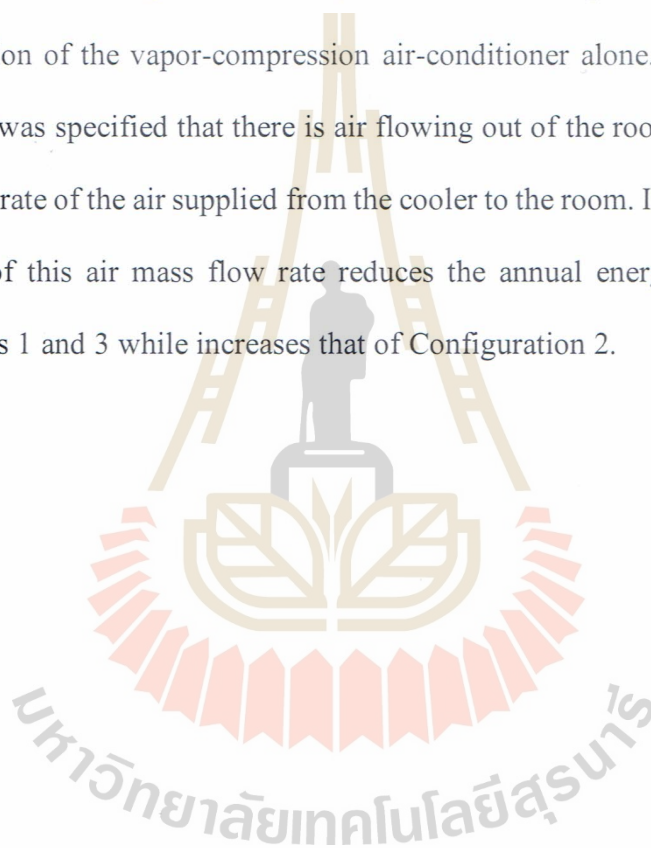 ion of the vapor-compression air-conditioner alone.
was specified that there is air flowing out of the roo
rate of the air supplied from the cooler to the room. I
of this air mass flow rate reduces the annual ener
s 1 and 3 while increases that of Configuration 2.
มหาวิทยาลัยเทคโนโลยีสุรนารี